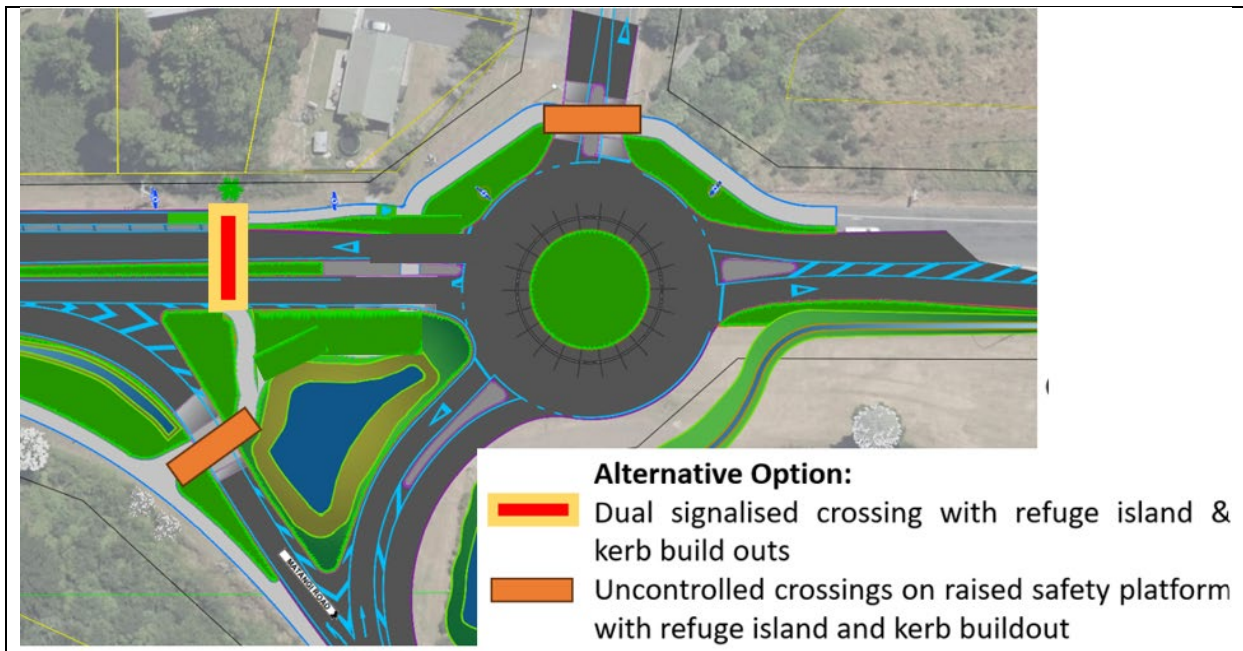 MATANGI ROAD
Alternative Option:
Dual signalised crossing with refuge island &
kerb build outs
Uncontrolled crossings on raised safety platform
with refuge island and kerb buildout